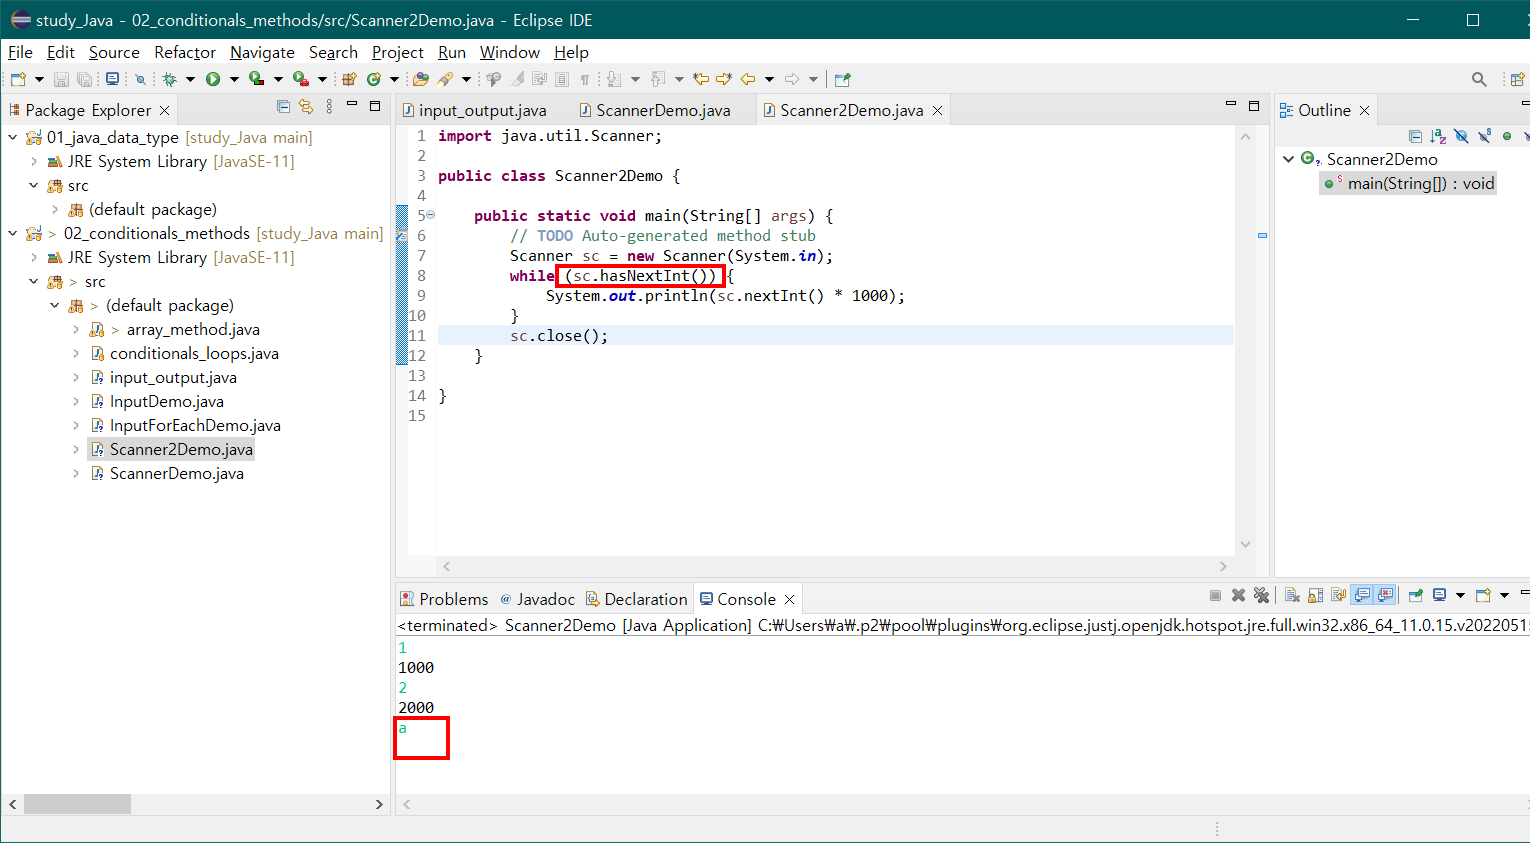 study_Java - 02_conditionals_methods/src/Scanner2Demo.java - Eclipse IDE
File Edit Source Refactor Navigate Search Project Run Window Help
Package Explorer
01_java_data_type [study_Java main]
JRE System Library [JavaSE-11]
src
(default package)
> 02_conditionals_methods [study_Java main]
JRE System Library [JavaSE-11]
> src
> (default package)
> array_method.java
conditionals_loops.java
input_output.java
InputDemo.java
InputForEachDemo.java
Scanner2Demo.java
ScannerDemo.java
input_output.java ScannerDemo.java Scanner2Demo.java
1 import java.util.Scanner;
2
3 public class Scanner2Demo {
4
5 public static void main(String[] args) {
6 // TODO Auto-generated method stub
7 Scanner sc = new Scanner(System.in);
8 while (sc.hasNextInt()) {
9 System.out.println(sc.nextInt() * 1000);
10 }
11 sc.close();
12 }
13
14 }
15
Outline
Scanner2Demo
main(String[]) : void
Problems @ Javadoc Declaration Console
<terminated> Scanner2Demo [Java Application] C:₩Users₩a₩.p2₩pool₩plugins₩org.eclipse.justj.openjdk.hotspot.jre.full.win32.x86_64_11.0.15.v2022051
1
1000
2
2000
a